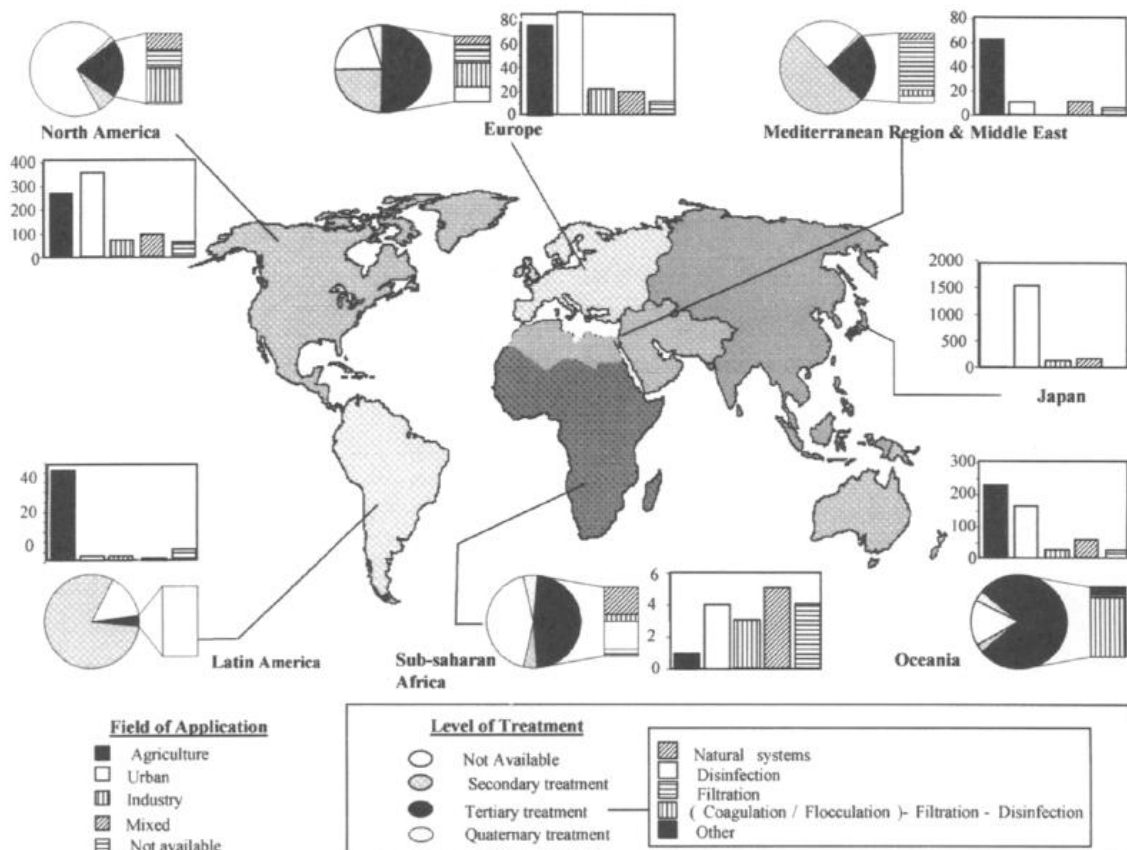 North America
400
300
200
100
0
80
60
40
20
0
Europe
80
60
40
20
0
Mediterranean Region & Middle East
2000
1500
1000
500
0
Japan
40
20
0
Latin America
6
4
2
0
Sub-saharan
Africa
300
200
100
0
Oceania
Field of Application
Agriculture
Urban
Industry
Mixed
Not available
Level of Treatment
Not Available
Secondary treatment
Tertiary treatment
Quaternary treatment
Natural systems
Disinfection
Filtration
( Coagulation / Flocculation )- Filtration - Disinfection
Other